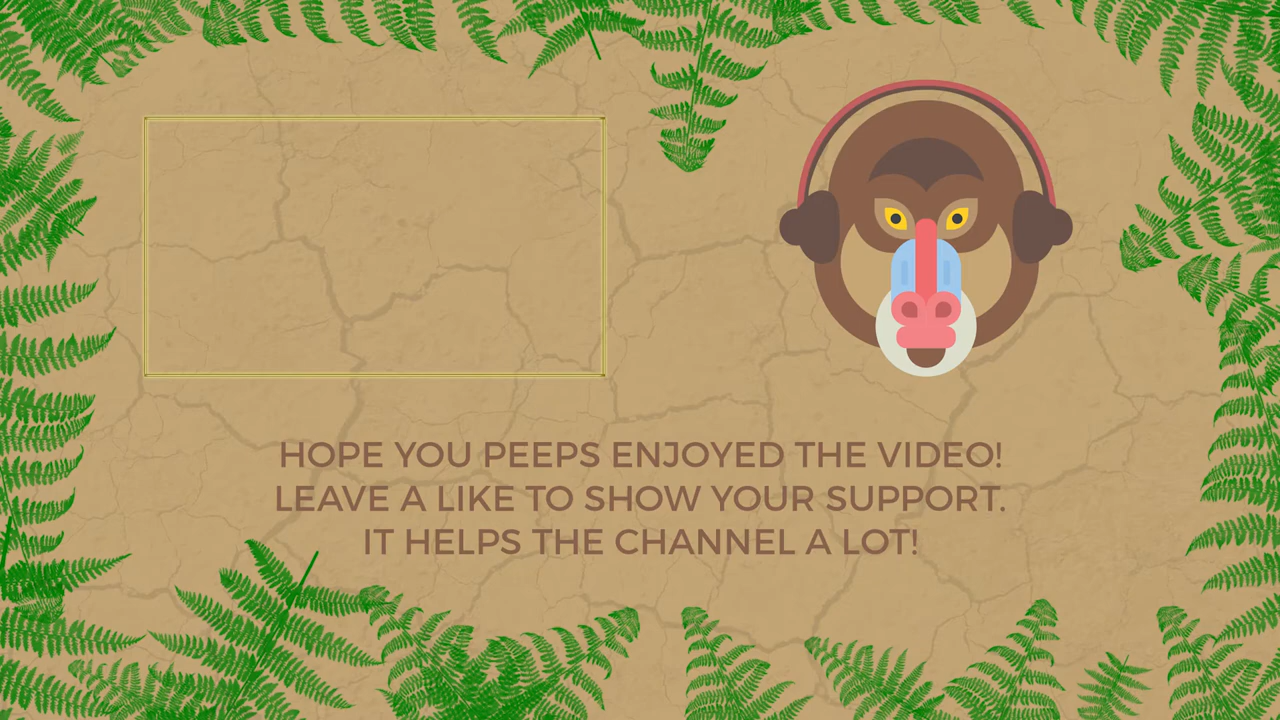 HOPE YOU PEEPS ENJOYED THE VIDEO!
LEAVE A LIKE TO SHOW YOUR SUPPORT.
IT HELPS THE CHANNEL A LOT!